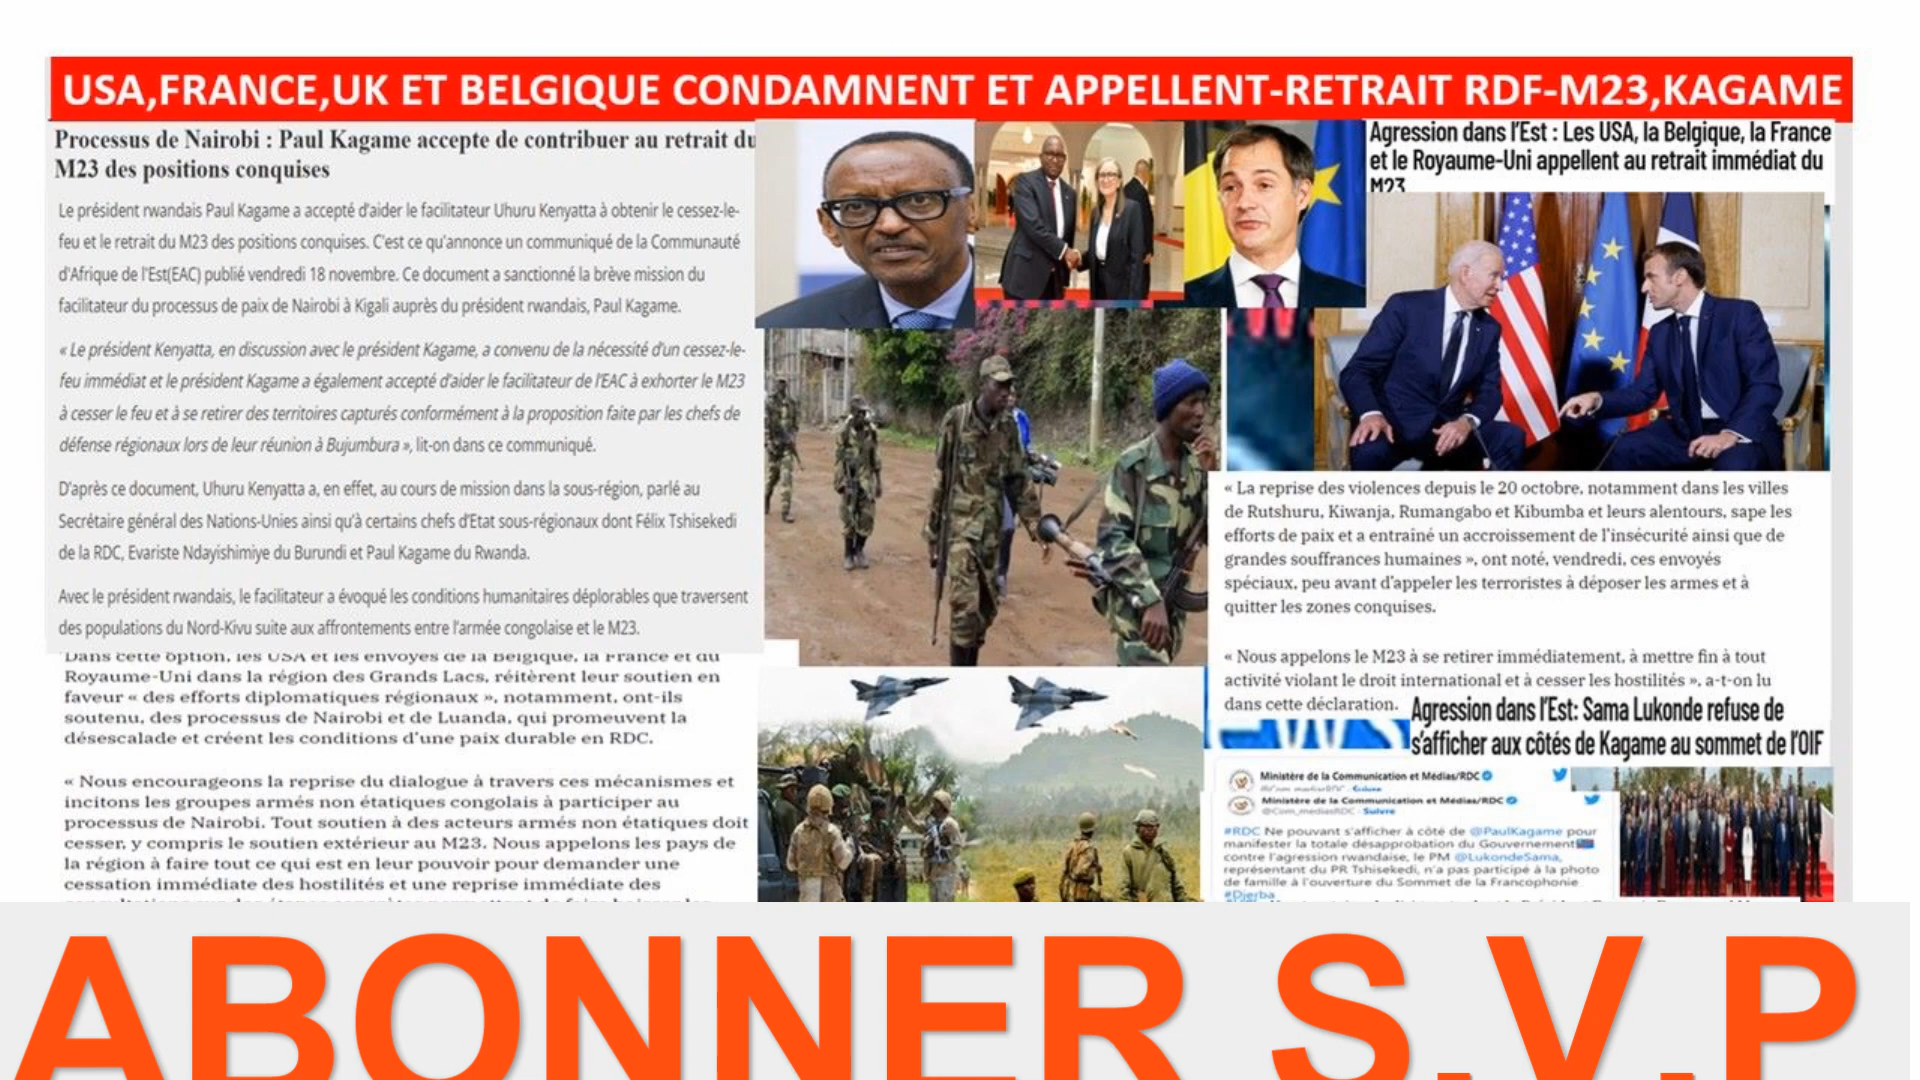 USA,FRANCE,UK ET BELGIQUE CONDAMNENT ET APPELLENT-RETRAIT RDF-M23,KAGAME
Processus de Nairobi : Paul Kagame accepte de contribuer au retrait du
M23 des positions conquises
Le président rwandais Paul Kagame a accepté d'aider le facilitateur Uhuru Kenyatta à obtenir le cessez-le-
feu et le retrait du M23 des positions conquises. C'est ce qu'annonce un communiqué de la Communauté
d'Afrique de l'Est(EAC) publié vendredi 18 novembre. Ce document a sanctionné la brève mission du
facilitateur du processus de paix de Nairobi à Kigali auprès du président rwandais, Paul Kagame.
« Le président Kenyatta, en discussion avec le président Kagame, a convenu de la nécessité d'un cessez-le-
feu immédiat et le président Kagame a également accepté d'aider le facilitateur de l'EAC à exhorter le M23
à cesser le feu et à se retirer des territoires capturés conformément à la proposition faite par les chefs de
défense régionaux lors de leur réunion à Bujumbura », lit-on dans ce communiqué.
D'après ce document, Uhuru Kenyatta a, en effet, au cours de mission dans la sous-région, parlé au
Secrétaire général des Nations-Unies ainsi qu'à certains chefs d'Etat sous-régionaux dont Félix Tshisekedi
de la RDC, Evariste Ndayishimiye du Burundi et Paul Kagame du Rwanda.
Avec le président rwandais, le facilitateur a évoqué les conditions humanitaires déplorables que traversent
des populations du Nord-Kivu suite aux affrontements entre l'armée congolaise et le M23.
Dans cette option, les USA et les envoyés de la Belgique, la France et du
Royaume-Uni dans la région des Grands Lacs, réitèrent leur soutien en
faveur « des efforts diplomatiques régionaux », notamment, ont-ils
soutenu, des processus de Nairobi et de Luanda, qui promeuvent la
désescalade et créent les conditions d'une paix durable en RDC.
« Nous encourageons la reprise du dialogue à travers ces mécanismes et
incitons les groupes armés non étatiques congolais à participer au
processus de Nairobi. Tout soutien à des acteurs armés non étatiques doit
cesser, y compris le soutien extérieur au M23. Nous appelons les pays de
la région à faire tout ce qui est en leur pouvoir pour demander une
cessation immédiate des hostilités et une reprise immédiate des
Agression dans l'Est : Les USA, la Belgique, la France
et le Royaume-Uni appellent au retrait immédiat du
M23
« La reprise des violences depuis le 20 octobre, notamment dans les villes
de Rutshuru, Kiwanja, Rumangabo et Kibumba et leurs alentours, sape les
efforts de paix et a entraîné un accroissement de l'insécurité ainsi que de
grandes souffrances humaines », ont noté, vendredi, ces envoyés
spéciaux, peu avant d'appeler les terroristes à déposer les armes et à
quitter les zones conquises.
« Nous appelons le M23 à se retirer immédiatement, à mettre fin à tout
activité violant le droit international et à cesser les hostilités », a-t-on lu
dans cette déclaration.
Agression dans l'Est: Sama Lukonde refuse de
s'afficher aux côtés de Kagame au sommet de l'OIF
Ministère de la Communication et Médias/RDC
Ministère de la Communication et Médias/RDC
@Com_mediasRDC · Suivre
#RDC Ne pouvant s'afficher à côté de @PaulKagame pour
manifester la totale désapprobation du Gouvernement
contre l'agression rwandaise, le PM @LukondeSama,
représentant du PR Tshisekedi, n'a pas participé à la photo
de famille à l'ouverture du Sommet de la Francophonie
#Djerba
ABONNER S.V.P